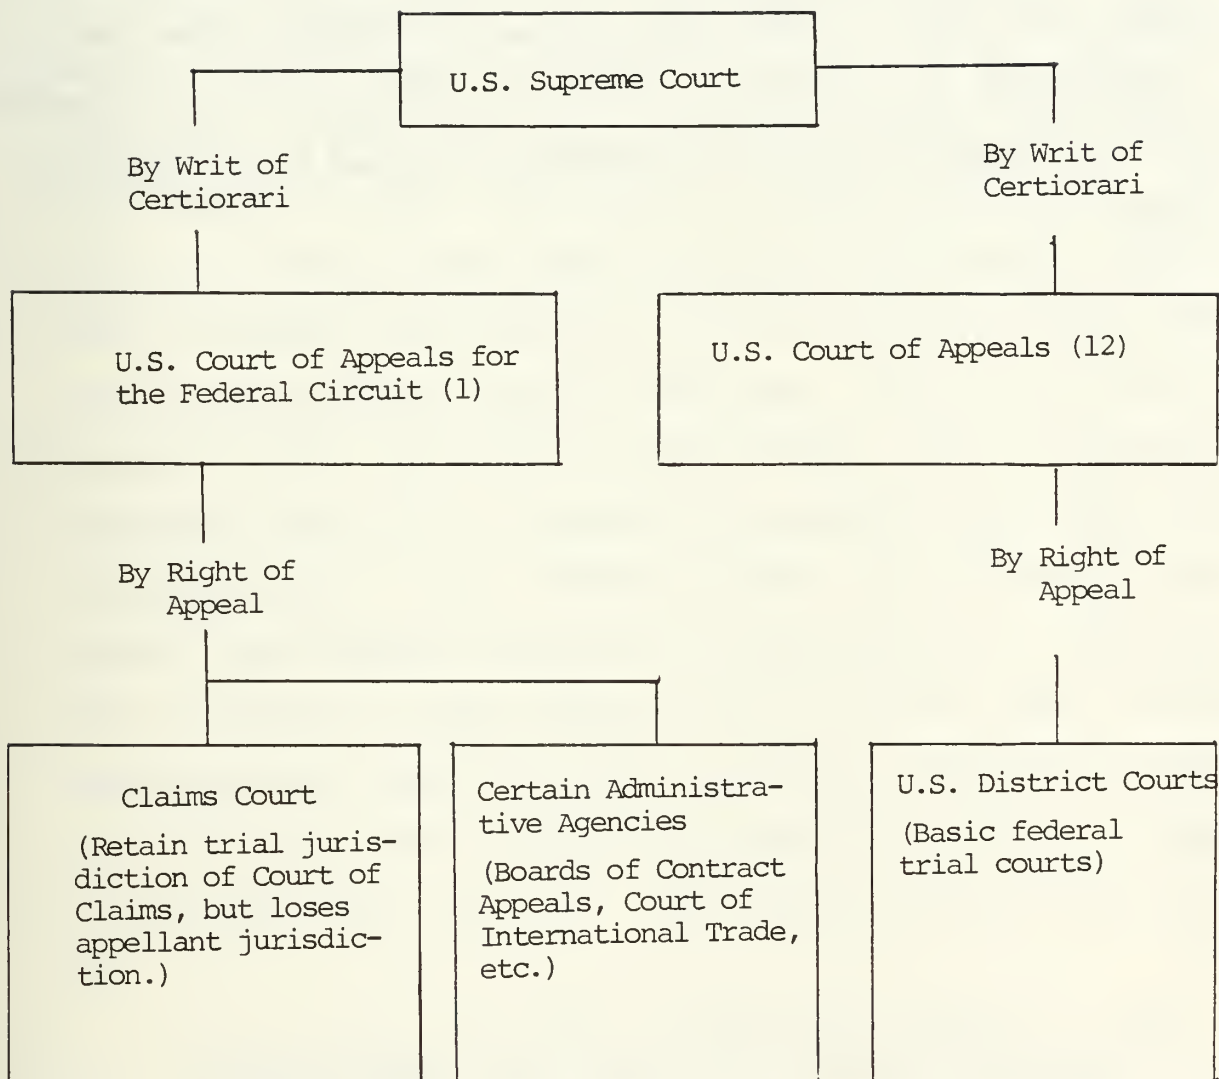 U.S. Supreme Court
By Writ of
Certiorari
By Writ of
Certiorari
U.S. Court of Appeals for
the Federal Circuit (1)
U.S. Court of Appeals (12)
By Right of
Appeal
By Right of
Appeal
Claims Court
(Retain trial juris-
diction of Court of
Claims, but loses
appellant jurisdic-
tion.)
Certain Administra-
tive Agencies
(Boards of Contract
Appeals, Court of
International Trade,
etc.)
U.S. District Courts
(Basic federal
trial courts)